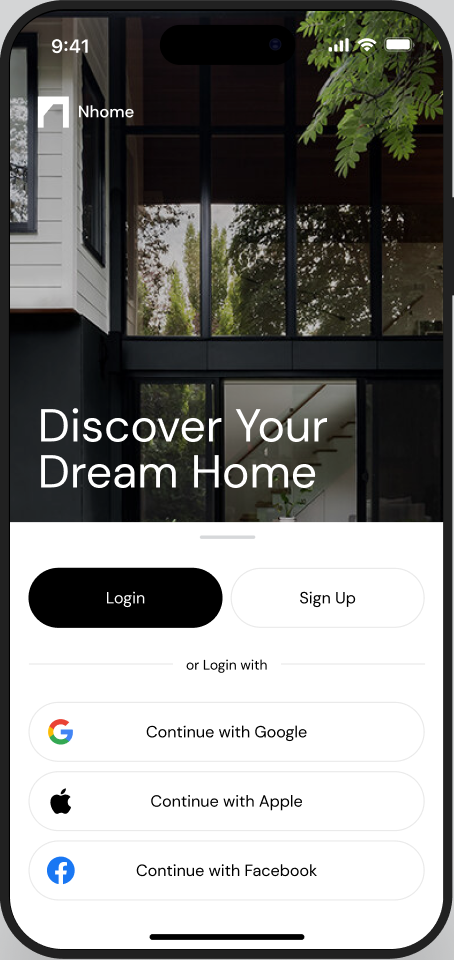 9:41
Nhome
Discover Your
Dream Home
Login
Sign Up
or Login with
Continue with Google
Continue with Apple
Continue with Facebook